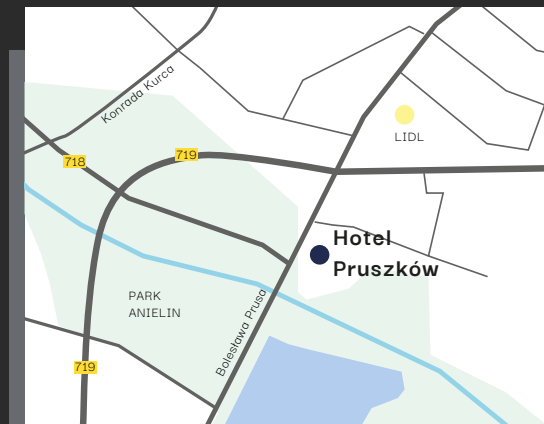 Konrada Kurca
LIDL
719
718
Hotel
Pruszków
PARK
ANIELIN
Bolesława Prusa
719